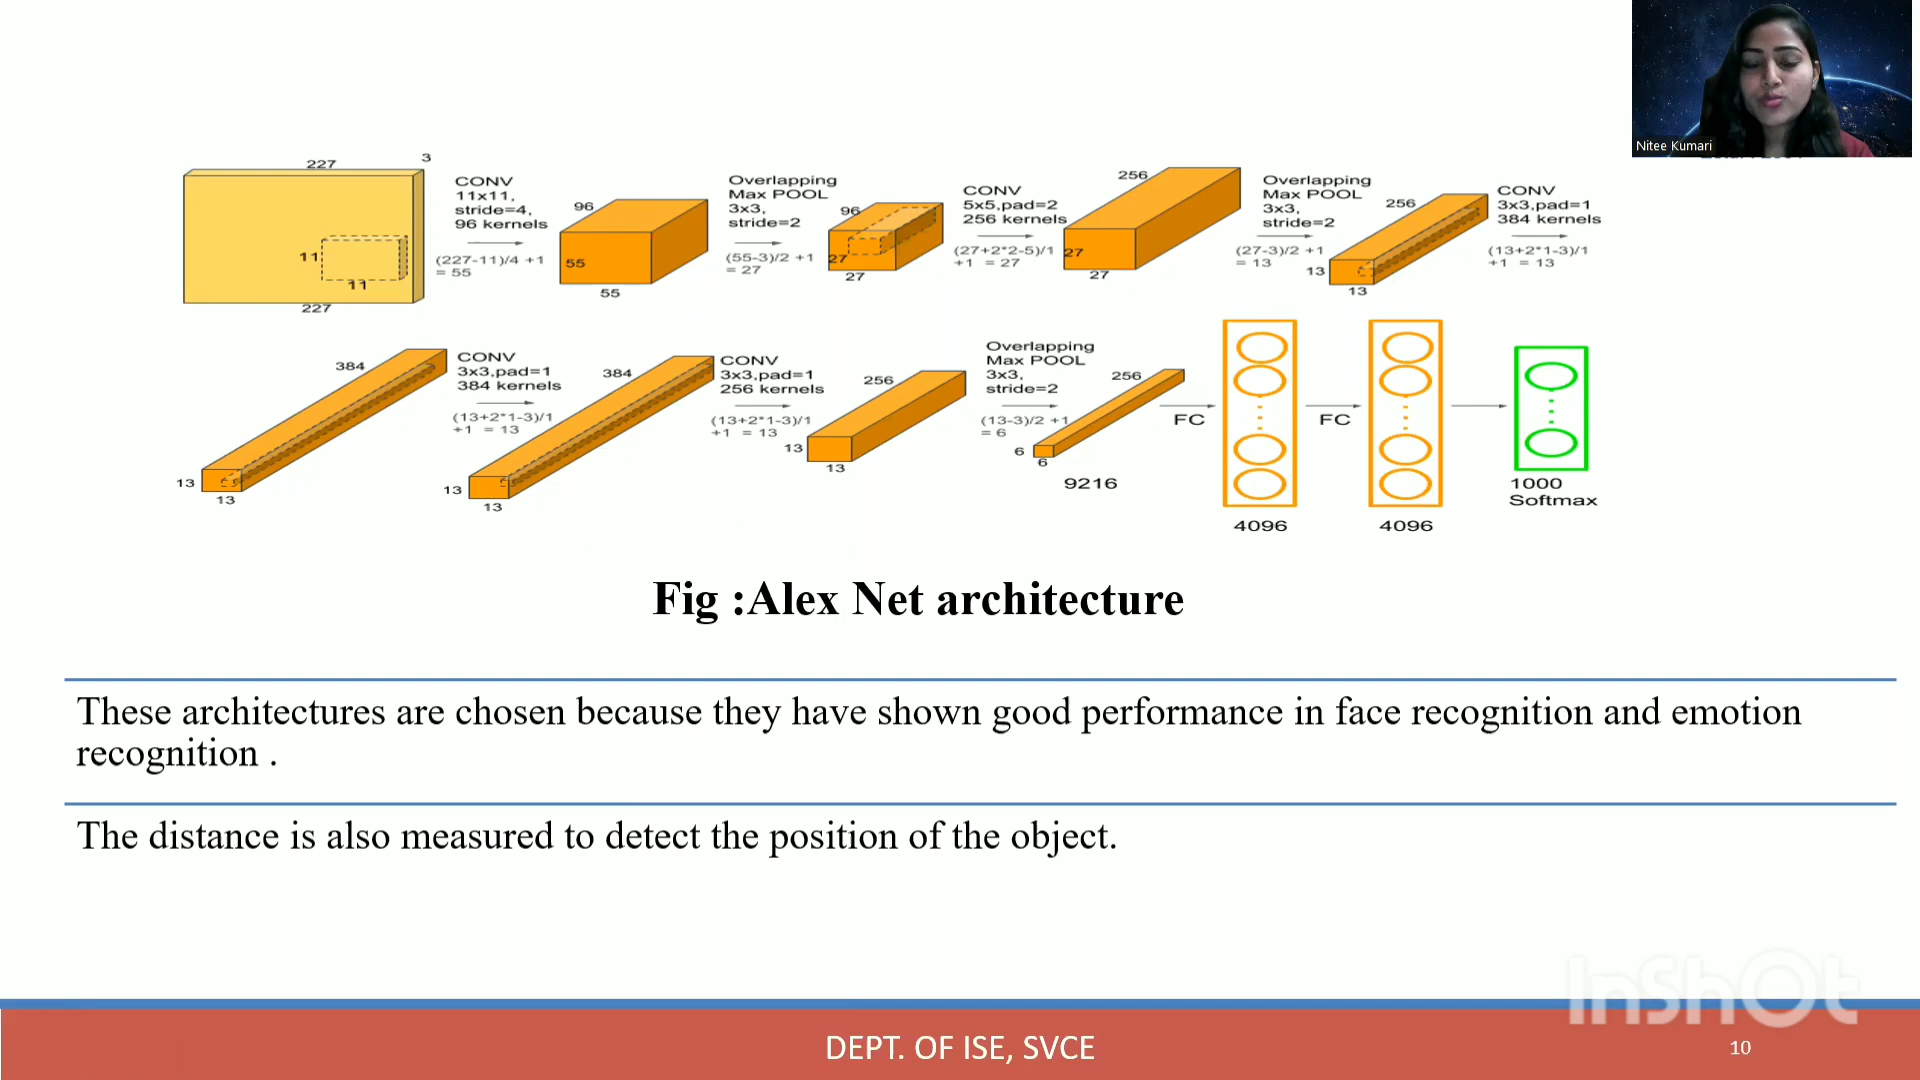 Nitee Kumari
227
3
CONV
11x11,
stride=4,
96 kernels
(227-11)/4 +1
= 55
11
11
227
96
55
55
Overlapping
Max POOL
3x3,
stride=2
(55-3)/2 +1
= 27
96
27
27
CONV
5x5,pad=2
256 kernels
(27+2*2-5)/1
+1 = 27
256
27
27
Overlapping
Max POOL
3x3,
stride=2
(27-3)/2 +1
= 13
256
13
13
CONV
3x3,pad=1
384 kernels
(13+2*1-3)/1
+1 = 13
384
13
13
CONV
3x3,pad=1
384 kernels
(13+2*1-3)/1
+1 = 13
384
13
13
CONV
3x3,pad=1
256 kernels
(13+2*1-3)/1
+1 = 13
256
13
13
Overlapping
Max POOL
3x3,
stride=2
(13-3)/2 +1
= 6
256
6
6
9216
FC
4096
FC
4096
1000
Softmax
Fig :Alex Net architecture
These architectures are chosen because they have shown good performance in face recognition and emotion
recognition .
The distance is also measured to detect the position of the object.
InShOt
DEPT. OF ISE, SVCE
10